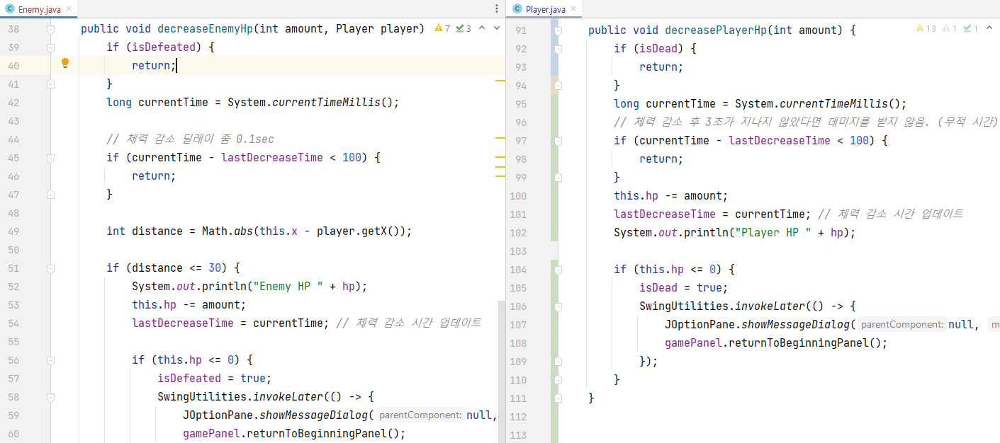 Enemy.java
38 public void decreaseEnemyHp(int amount, Player player) 7 3
39 if (isDefeated) {
40 return;
41 }
42 long currentTime = System.currentTimeMillis();
43
44 // 체력 감소 딜레이 줌 0.1sec
45 if (currentTime - lastDecreaseTime < 100) {
46 return;
47 }
48
49 int distance = Math.abs(this.x - player.getX());
50
51 if (distance <= 30) {
52 System.out.println("Enemy HP " + hp);
53 this.hp -= amount;
54 lastDecreaseTime = currentTime; // 체력 감소 시간 업데이트
55
56 if (this.hp <= 0) {
57 isDefeated = true;
58 SwingUtilities.invokeLater(() -> {
59 JOptionPane.showMessageDialog( parentComponent: null,
60 gamePanel.returnToBeginningPanel();
Player.java
91 public void decreasePlayerHp(int amount) { 13 1 1
92 if (isDead) {
93 return;
94 }
95 long currentTime = System.currentTimeMillis();
96 // 체력 감소 후 3초가 지나지 않았다면 데미지를 받지 않음. (무적 시간)
97 if (currentTime - lastDecreaseTime < 100) {
98 return;
99 }
100 this.hp -= amount;
101 lastDecreaseTime = currentTime; // 체력 감소 시간 업데이트
102 System.out.println("Player HP " + hp);
103
104 if (this.hp <= 0) {
105 isDead = true;
106 SwingUtilities.invokeLater(() -> {
107 JOptionPane.showMessageDialog( parentComponent: null, m
108 gamePanel.returnToBeginningPanel();
109 });
110 }
111 }
112
113